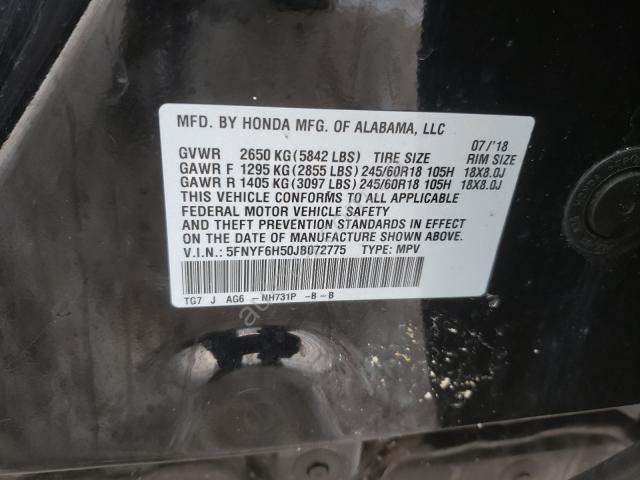 MFD. BY HONDA MFG. OF ALABAMA, LLC 07/'18
GVWR 2650 KG (5842 LBS) TIRE SIZE RIM SIZE
GAWR F 1295 KG (2855 LBS) 245/60R18 105H 18X8.0J
GAWR R 1405 KG (3097 LBS) 245/60R18 105H 18X8.0J
THIS VEHICLE CONFORMS TO ALL APPLICABLE
FEDERAL MOTOR VEHICLE SAFETY
AND THEFT PREVENTION STANDARDS IN EFFECT
ON THE DATE OF MANUFACTURE SHOWN ABOVE.
V.I.N.: 5FNYF6H50JB072775 TYPE: MPV
TG7 J AG6 -NH731P -B-B